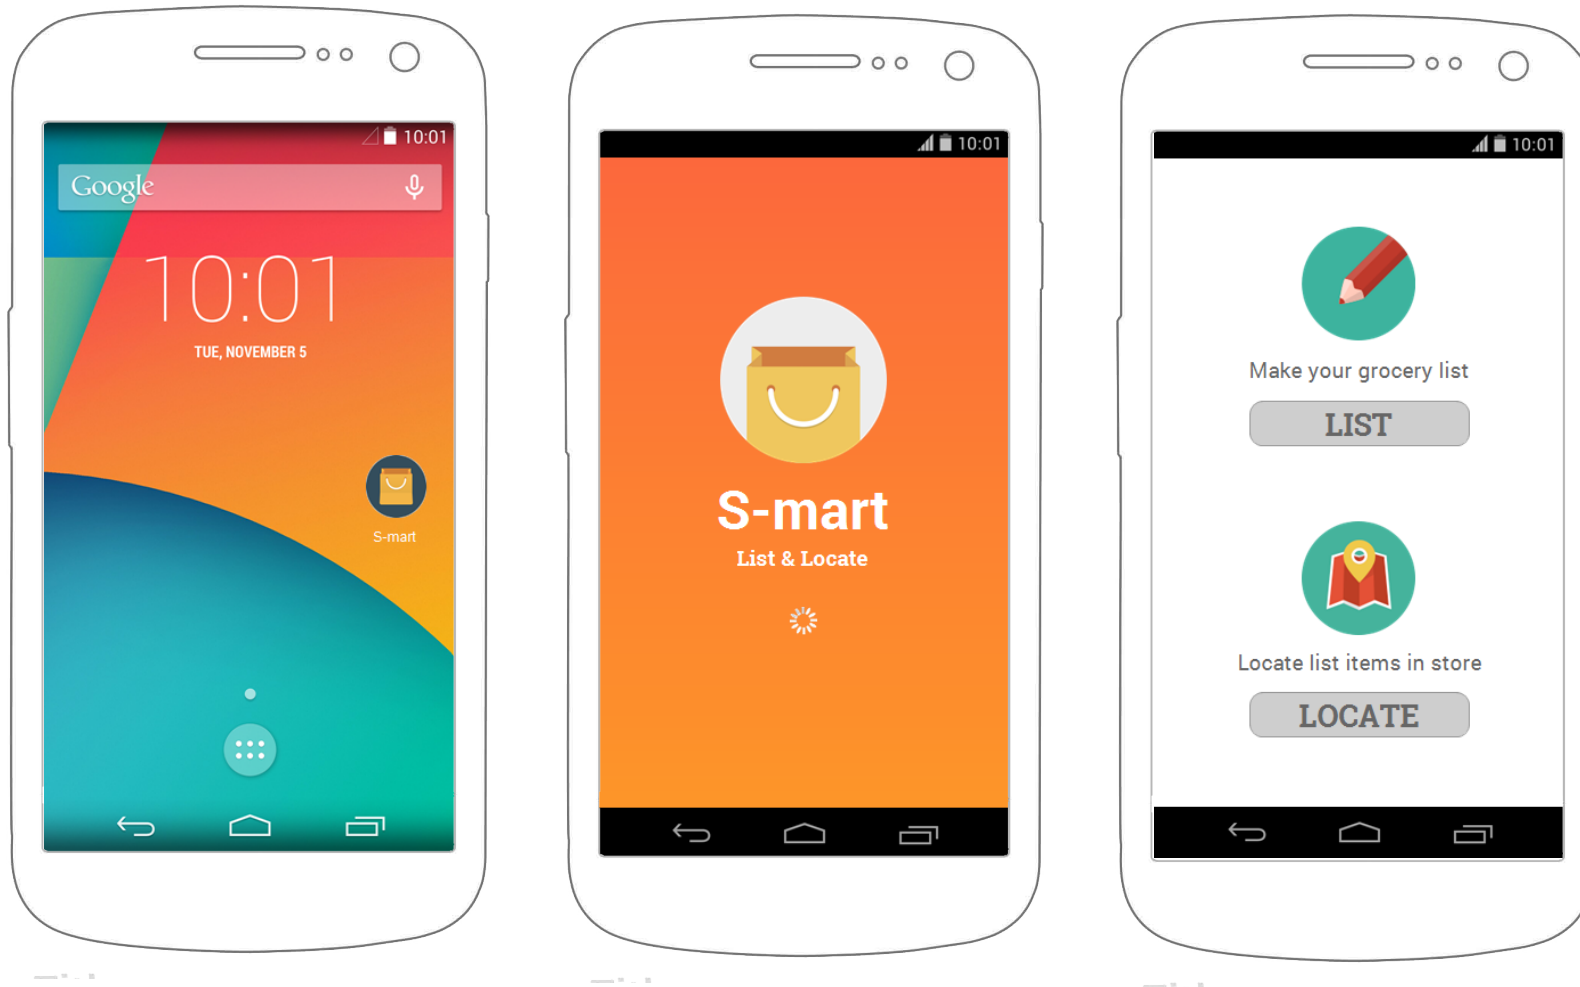 10:01
Google
10:01
TUE, NOVEMBER 5
S-mart
10:01
S-mart
List & Locate
10:01
Make your grocery list
LIST
Locate list items in store
LOCATE